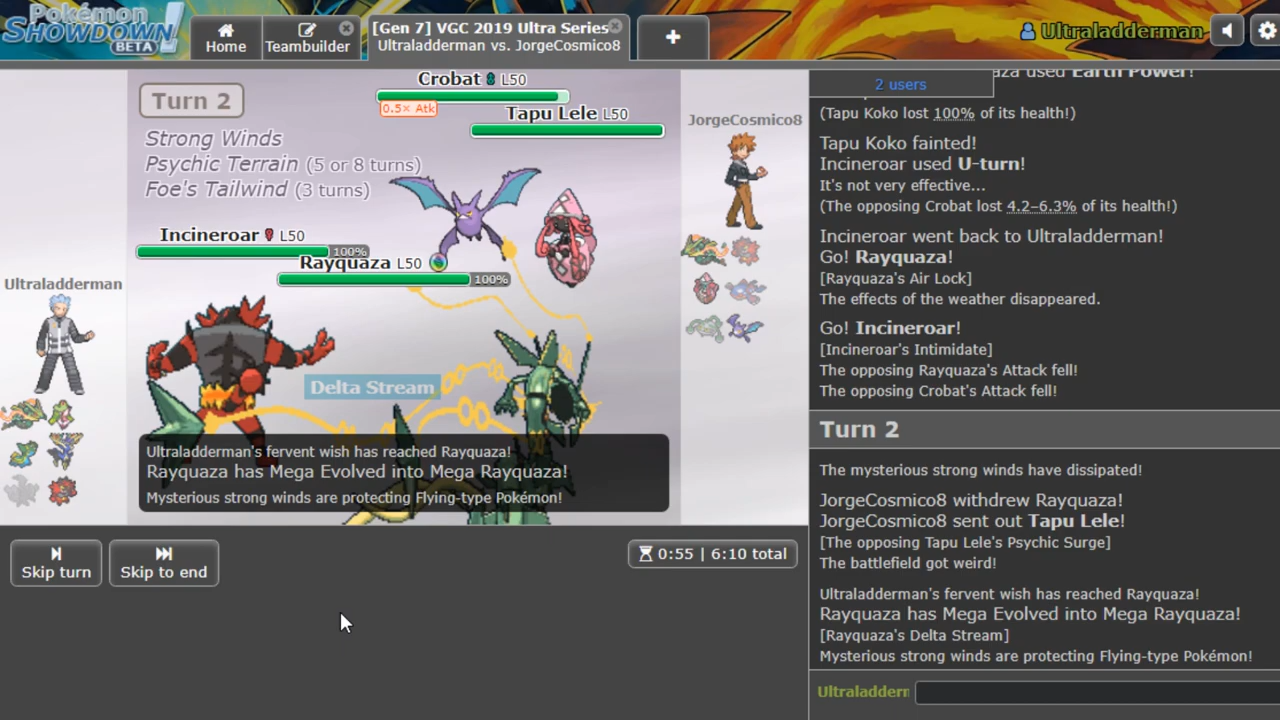 Pokémon
SHOWDOWN!
BETA
Home
Teambuilder
[Gen 7] VGC 2019 Ultra Series
Ultraladderman vs. JorgeCosmico8
Ultraladderman
Turn 2
Strong Winds
Psychic Terrain (5 or 8 turns)
Foe's Tailwind (3 turns)
Crobat L50
0.5× Atk
Tapu Lele L50
Incineroar L50
100%
Rayquaza L50
100%
Ultraladderman
JorgeCosmico8
Delta Stream
Ultraladderman's fervent wish has reached Rayquaza!
Rayquaza has Mega Evolved into Mega Rayquaza!
Mysterious strong winds are protecting Flying-type Pokémon!
Skip turn
Skip to end
0:55 | 6:10 total
2 users
aza used Earth Power!
(Tapu Koko lost 100% of its health!)
Tapu Koko fainted!
Incineroar used U-turn!
It's not very effective...
(The opposing Crobat lost 4.2–6.3% of its health!)
Incineroar went back to Ultraladderman!
Go! Rayquaza!
[Rayquaza's Air Lock]
The effects of the weather disappeared.
Go! Incineroar!
[Incineroar's Intimidate]
The opposing Rayquaza's Attack fell!
The opposing Crobat's Attack fell!
Turn 2
The mysterious strong winds have dissipated!
JorgeCosmico8 withdrew Rayquaza!
JorgeCosmico8 sent out Tapu Lele!
[The opposing Tapu Lele's Psychic Surge]
The battlefield got weird!
Ultraladderman's fervent wish has reached Rayquaza!
Rayquaza has Mega Evolved into Mega Rayquaza!
[Rayquaza's Delta Stream]
Mysterious strong winds are protecting Flying-type Pokémon!
Ultraladderm